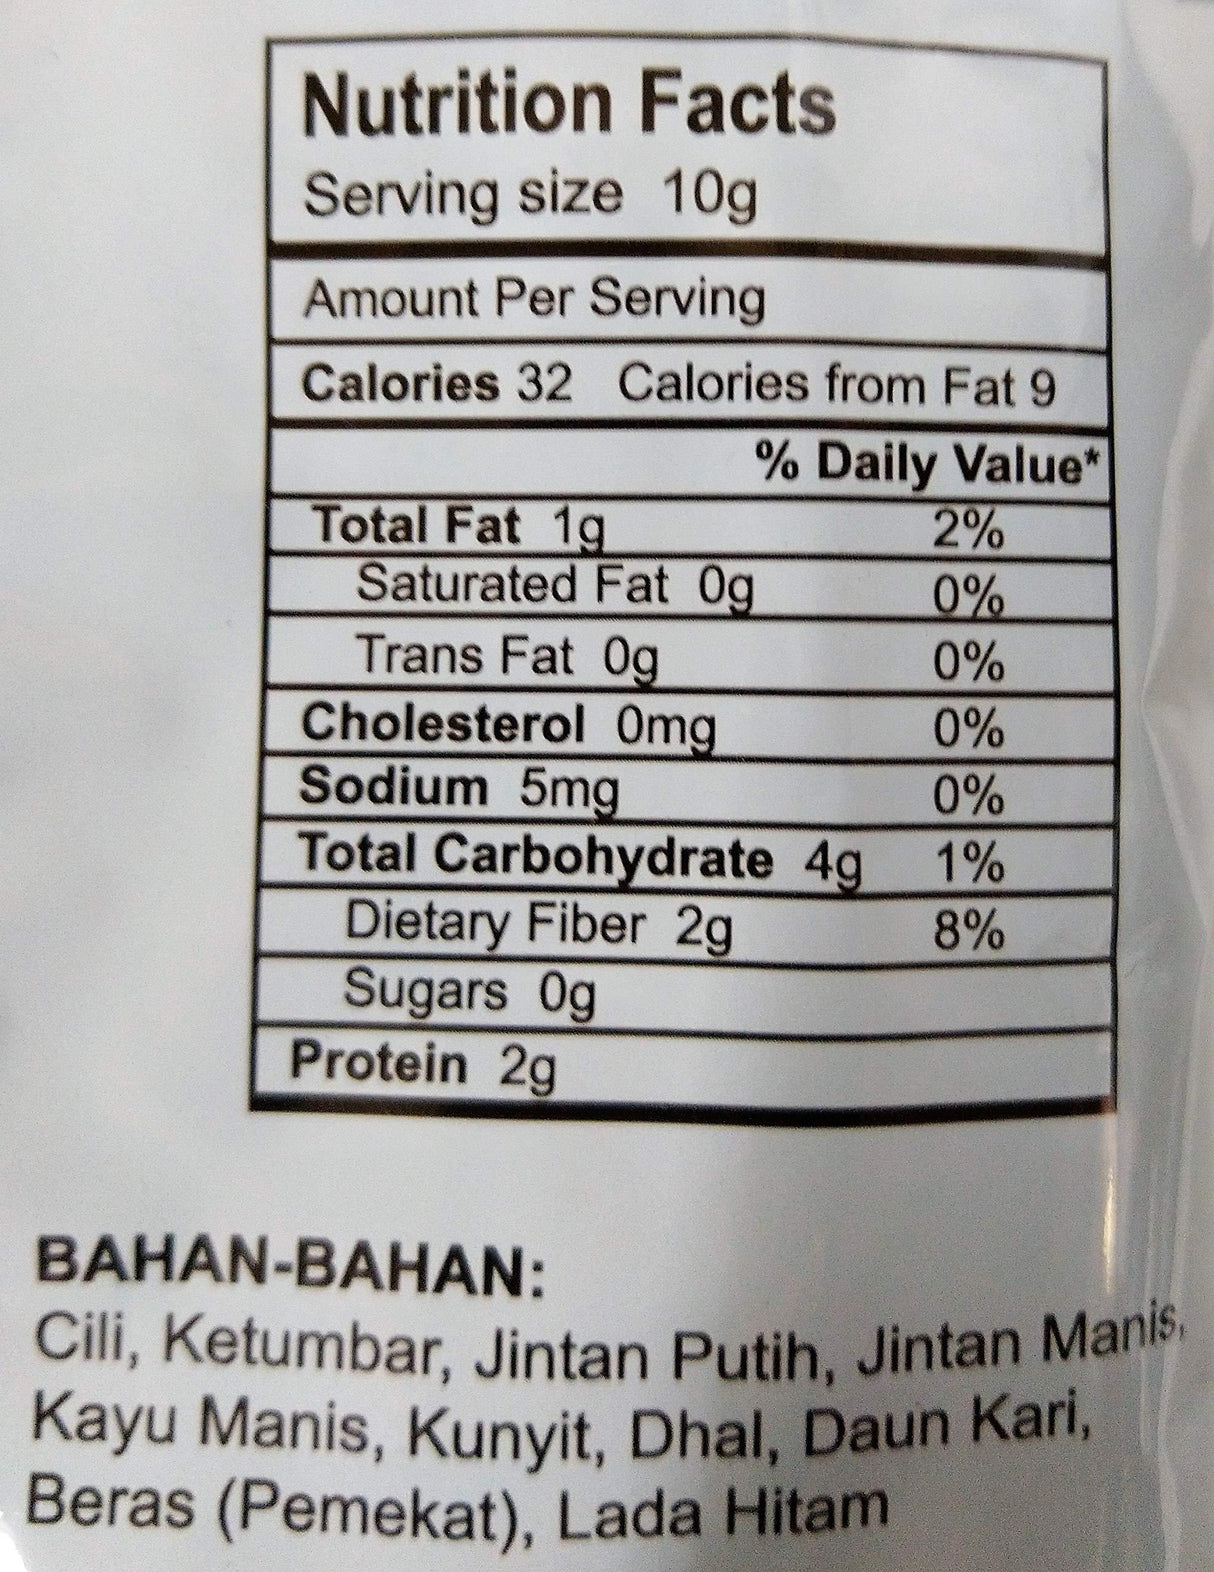 Nutrition Facts
Serving size 10g
Amount Per Serving
Calories 32 Calories from Fat 9
% Daily Value*
Total Fat 1g 2%
Saturated Fat 0g 0%
Trans Fat 0g 0%
Cholesterol 0mg 0%
Sodium 5mg 0%
Total Carbohydrate 4g 1%
Dietary Fiber 2g 8%
Sugars 0g
Protein 2g
BAHAN-BAHAN:
Cili, Ketumbar, Jintan Putih, Jintan Manis,
Kayu Manis, Kunyit, Dhal, Daun Kari,
Beras (Pemekat), Lada Hitam